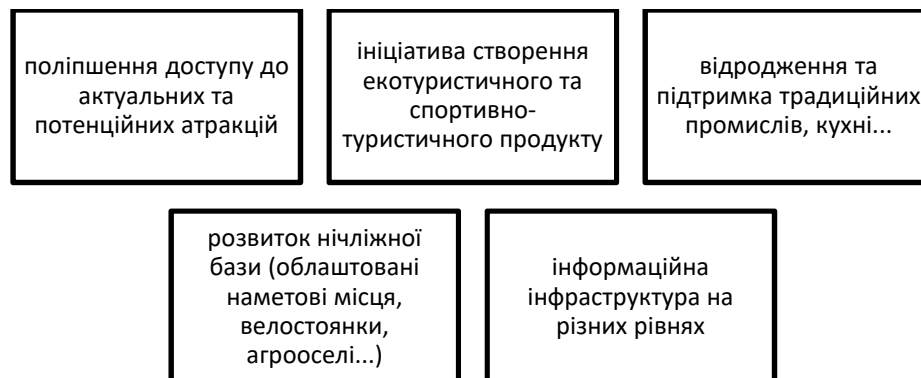 поліпшення доступу до
актуальних та
потенційних атракцій
ініціатива створення
екотуристичного та
спортивно-
туристичного продукту
відродження та
підтримка традиційних
промислів, кухні...
розвиток нічліжної
бази (облаштовані
наметові місця,
велостоянки,
агрооселі...)
інформаційна
інфраструктура на
різних рівнях